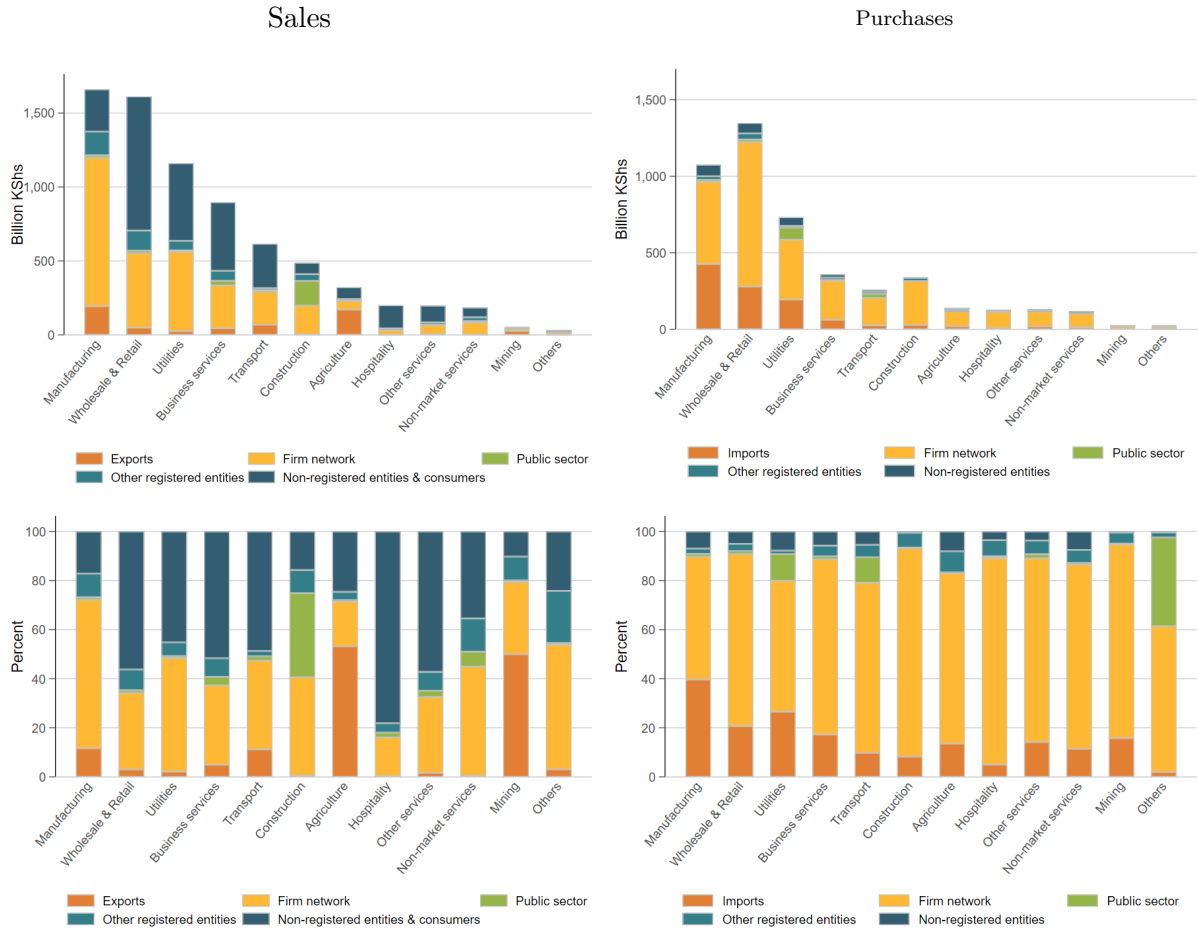 Sales
Purchases
Billion KShs
1,500
1,000
500
0
Manufacturing
Wholesale & Retail
Utilities
Business services
Transport
Construction
Agriculture
Hospitality
Other services
Non-market services
Mining
Others
Exports
Firm network
Public sector
Other registered entities
Non-registered entities & consumers
Billion KShs
1,500
1,000
500
0
Manufacturing
Wholesale & Retail
Utilities
Business services
Transport
Construction
Agriculture
Hospitality
Other services
Non-market services
Mining
Others
Imports
Firm network
Public sector
Other registered entities
Non-registered entities
Percent
100
80
60
40
20
0
Manufacturing
Wholesale & Retail
Utilities
Business services
Transport
Construction
Agriculture
Hospitality
Other services
Non-market services
Mining
Others
Exports
Firm network
Public sector
Other registered entities
Non-registered entities & consumers
Percent
100
80
60
40
20
0
Manufacturing
Wholesale & Retail
Utilities
Business services
Transport
Construction
Agriculture
Hospitality
Other services
Non-market services
Mining
Others
Imports
Firm network
Public sector
Other registered entities
Non-registered entities